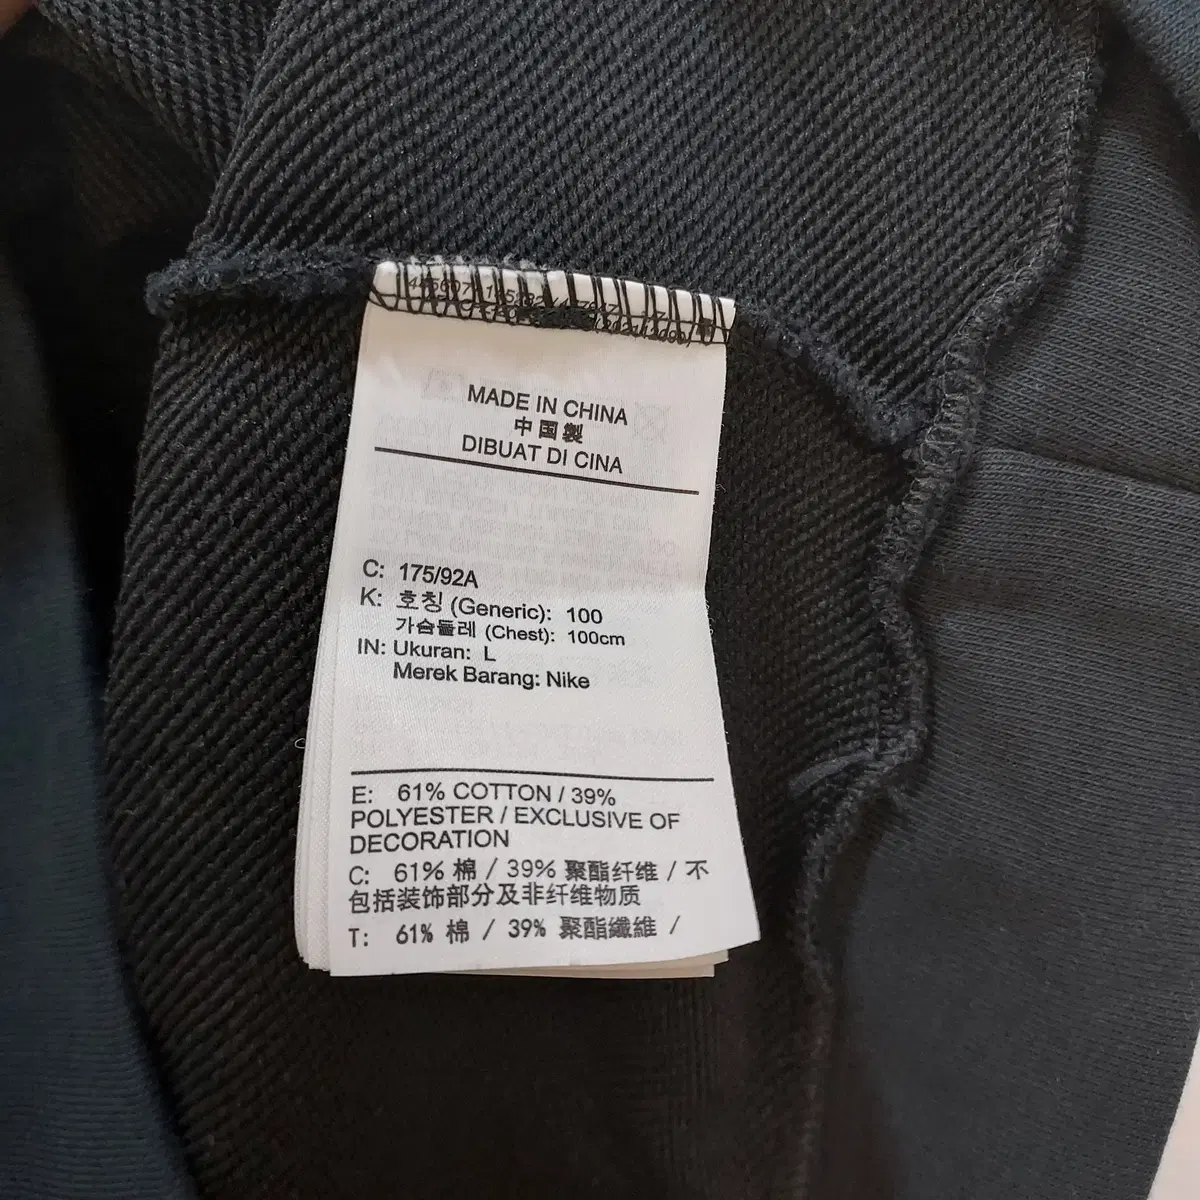 MADE IN CHINA
中国製
DIBUAT DI CINA
C: 175/92A
K: 호칭 (Generic): 100
가슴둘레 (Chest): 100cm
IN: Ukuran: L
Merek Barang: Nike
E: 61% COTTON / 39%
POLYESTER / EXCLUSIVE OF
DECORATION
C: 61% 棉 / 39% 聚酯纤维 / 不
包括装饰部分及非纤维物质
T: 61% 棉 / 39% 聚酯纖維 /